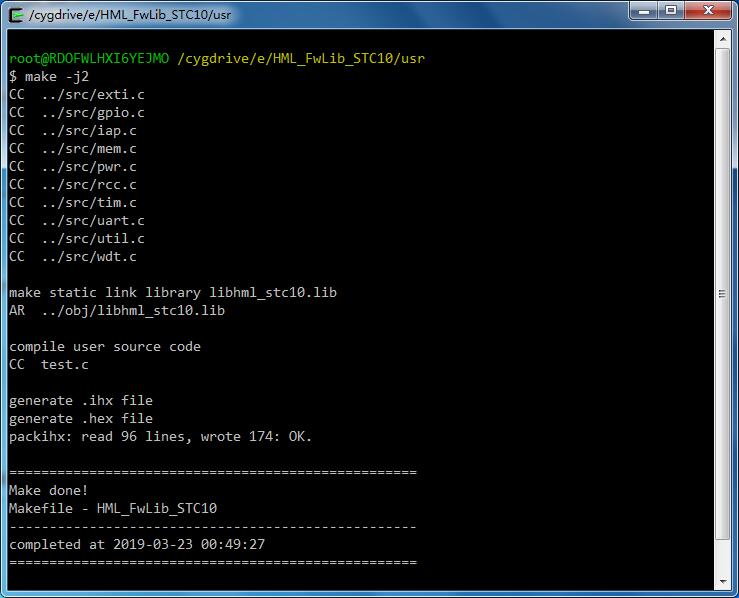 /cygdrive/e/HML_FwLib_STC10/usr
root@RDOFWLHXI6YEJMO /cygdrive/e/HML_FwLib_STC10/usr
$ make -j2
CC  ../src/exti.c
CC  ../src/gpio.c
CC  ../src/iap.c
CC  ../src/mem.c
CC  ../src/pwr.c
CC  ../src/rcc.c
CC  ../src/tim.c
CC  ../src/uart.c
CC  ../src/util.c
CC  ../src/wdt.c
make static link library libhml_stc10.lib
AR  ../obj/libhml_stc10.lib
compile user source code
CC  test.c
generate .ihx file
generate .hex file
packihx: read 96 lines, wrote 174: OK.
===================================================
Make done!
Makefile - HML_FwLib_STC10
---------------------------------------------------
completed at 2019-03-23 00:49:27
===================================================